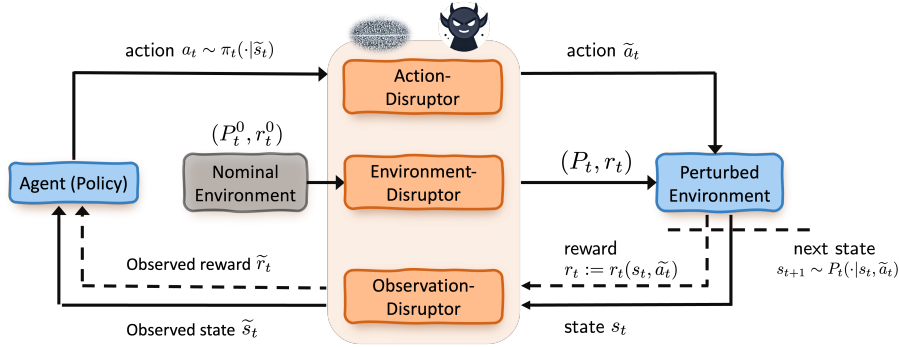 action $a_t \sim \pi_t(\cdot|\widetilde{s}_t)$
Action-
Disruptor
action $\widetilde{a}_t$
$(P_t^0, r_t^0)$
Agent (Policy)
Nominal
Environment
Environment-
Disruptor
$(P_t, r_t)$
Perturbed
Environment
Observed reward $\widetilde{r}_t$
Observation-
Disruptor
reward
$r_t := r_t(s_t, \widetilde{a}_t)$
next state
$s_{t+1} \sim P_t(\cdot|s_t, \widetilde{a}_t)$
Observed state $\widetilde{s}_t$
state $s_t$